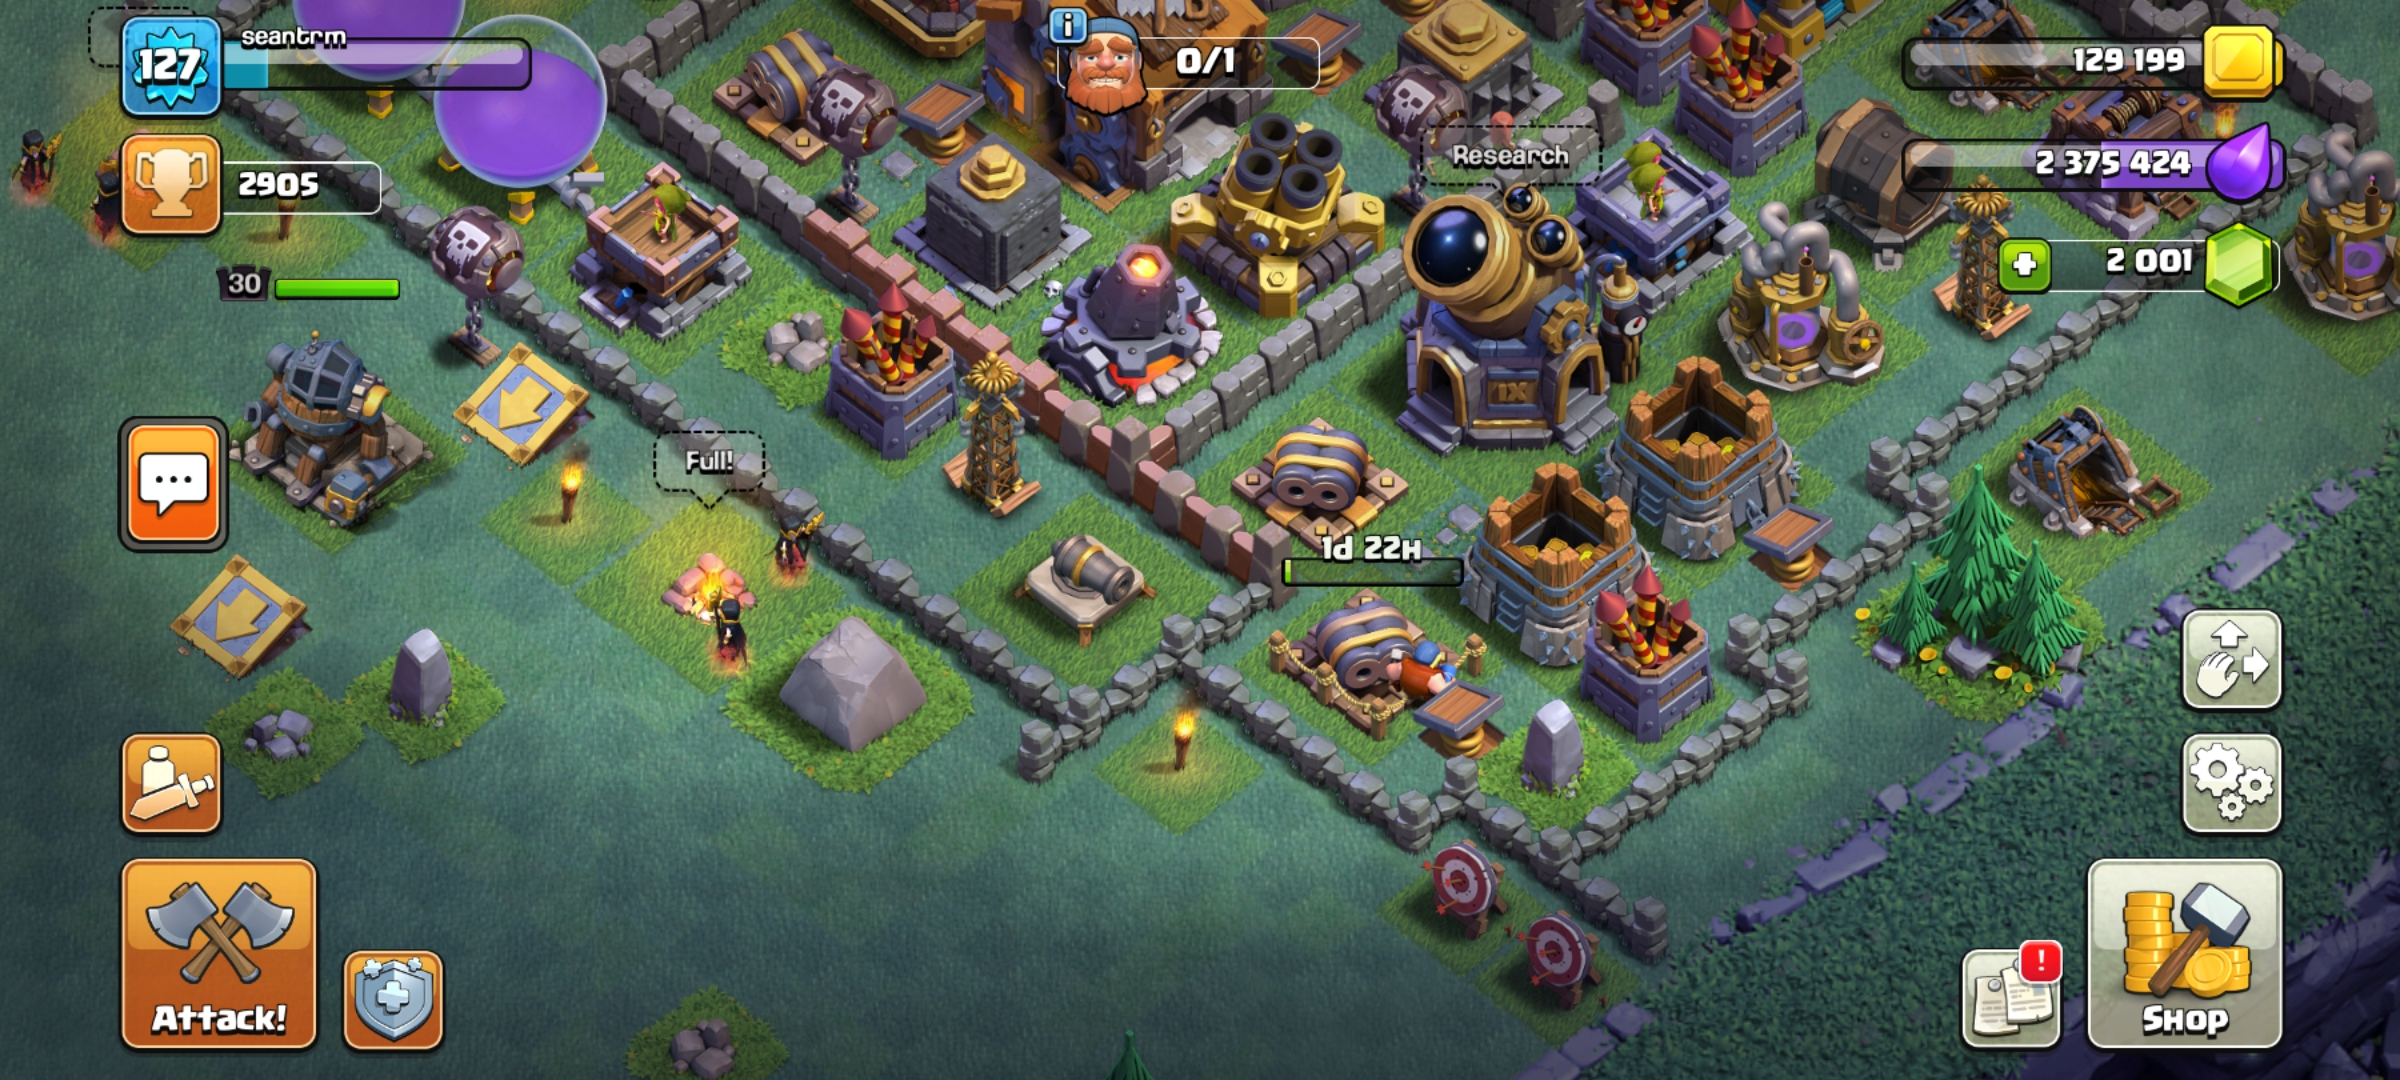 127
seantrm
0/1
129 199
Research
2 375 424
2905
2 001
30
IX
Full!
1d 22H
!
Attack!
Shop